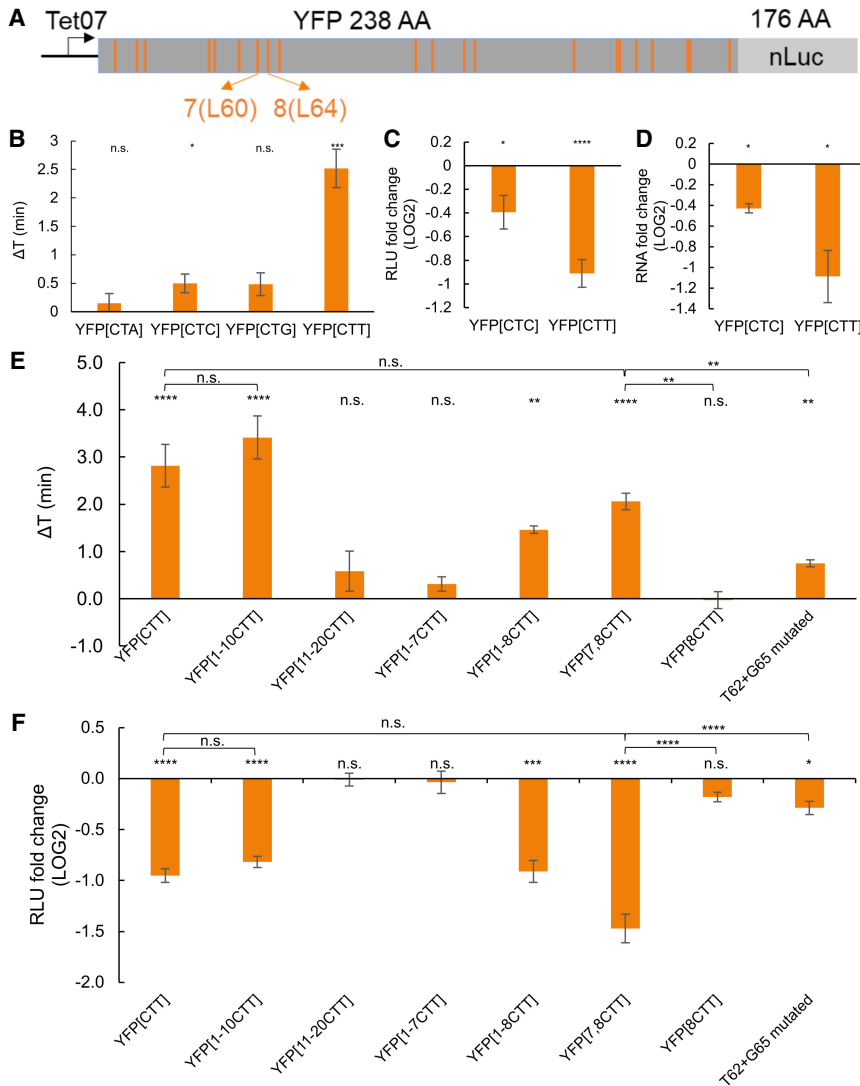 A
Tet07
YFP 238 AA
176 AA
nLuc
7(L60)
8(L64)
B
ΔT (min)
3
2.5
2
1.5
1
0.5
0
n.s.
*
n.s.
***
YFP[CTA]
YFP[CTC]
YFP[CTG]
YFP[CTT]
C
RLU fold change
(LOG2)
0.2
0
-0.2
-0.4
-0.6
-0.8
-1
-1.2
*
****
YFP[CTC]
YFP[CTT]
D
RNA fold change
(LOG2)
0.2
0
-0.2
-0.4
-0.6
-0.8
-1
-1.2
-1.4
*
*
YFP[CTC]
YFP[CTT]
E
ΔT (min)
5.0
4.0
3.0
2.0
1.0
0.0
-1.0
n.s.
**
n.s.
**
****
****
n.s.
n.s.
**
****
n.s.
**
YFP[CTT]
YFP[1-10CTT]
YFP[11-20CTT]
YFP[1-7CTT]
YFP[1-8CTT]
YFP[7,8CTT]
YFP[8CTT]
T62+G65 mutated
F
RLU fold change
(LOG2)
0.5
0.0
-0.5
-1.0
-1.5
-2.0
n.s.
****
n.s.
****
****
****
n.s.
n.s.
***
****
n.s.
*
YFP[CTT]
YFP[1-10CTT]
YFP[11-20CTT]
YFP[1-7CTT]
YFP[1-8CTT]
YFP[7,8CTT]
YFP[8CTT]
T62+G65 mutated